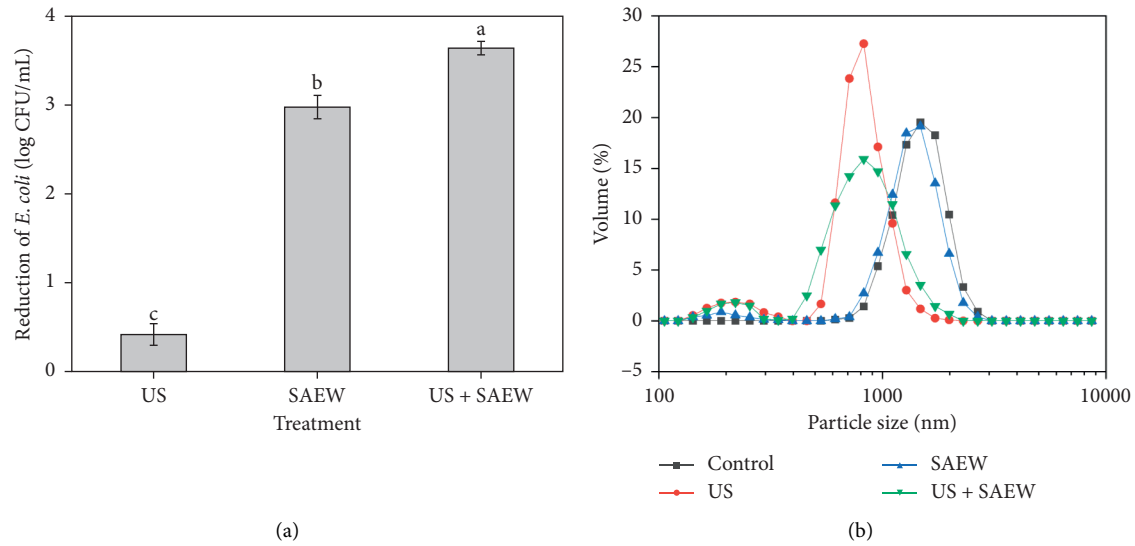 4
3
2
1
0
Reduction of E. coli (log CFU/mL)
c
b
a
US
SAEW
US + SAEW
Treatment
(a)
30
25
20
15
10
5
0
−5
Volume (%)
100
1000
10000
Particle size (nm)
Control
SAEW
US
US + SAEW
(b)